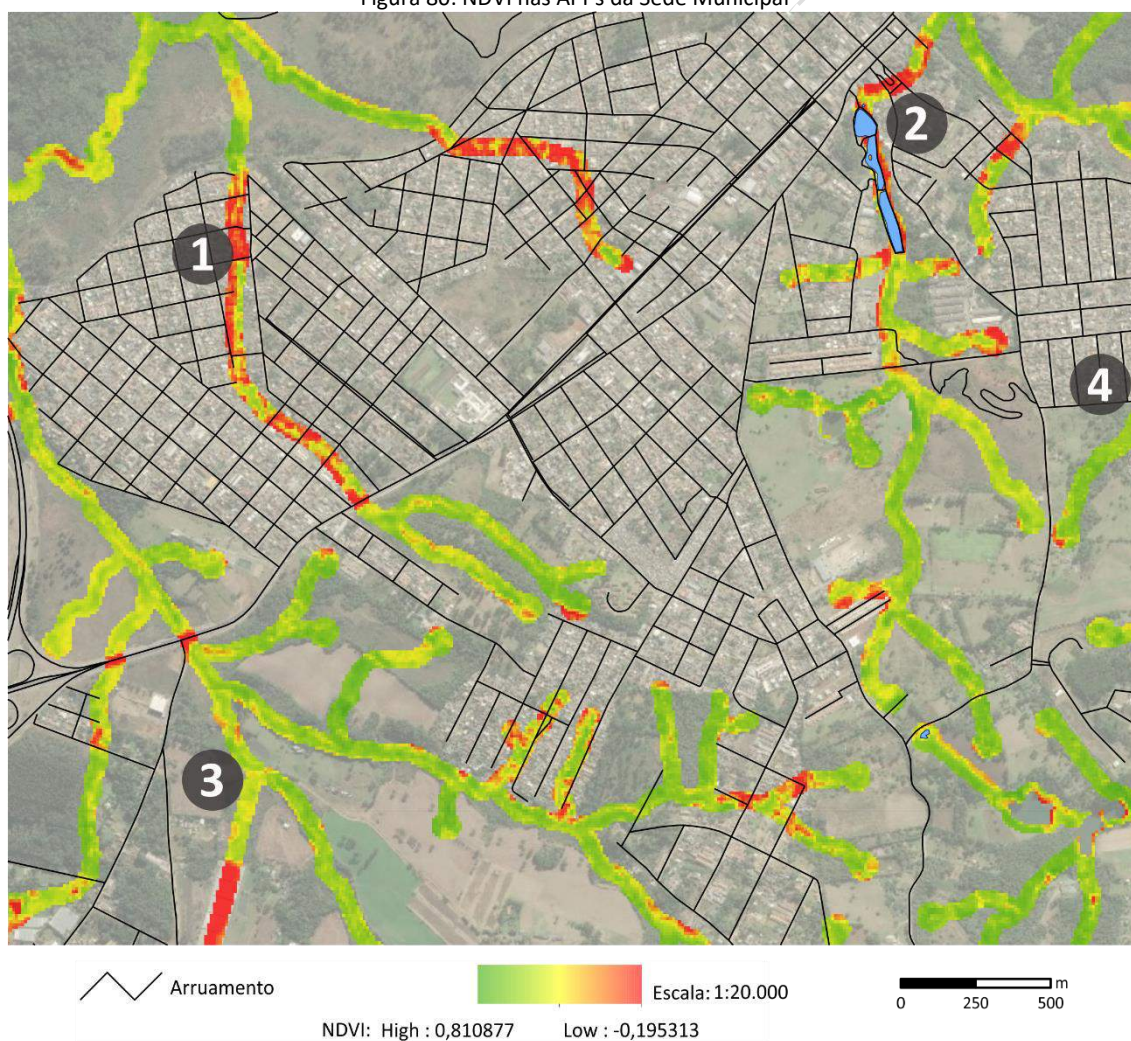 Figura 80: NDVI nas APPs da Sede Municipal
2
1
4
3
Arruamento
Escala: 1:20.000
m
0 250 500
NDVI: High : 0,810877 Low : -0,195313